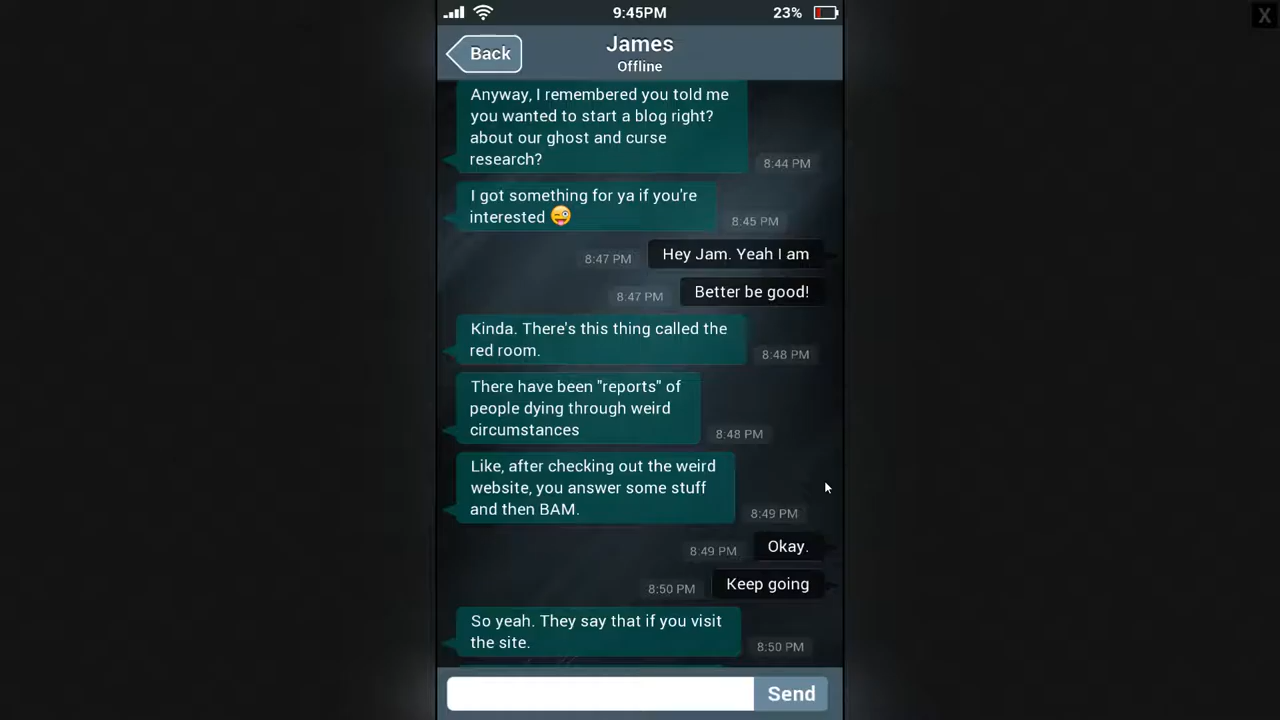 9:45PM
23%
X
Back
James
Offline
Anyway, I remembered you told me
you wanted to start a blog right?
about our ghost and curse
research?
8:44 PM
I got something for ya if you're
interested 😜
8:45 PM
Hey Jam. Yeah I am
8:47 PM
Better be good!
8:47 PM
Kinda. There's this thing called the
red room.
8:48 PM
There have been "reports" of
people dying through weird
circumstances
8:48 PM
Like, after checking out the weird
website, you answer some stuff
and then BAM.
8:49 PM
Okay.
8:49 PM
Keep going
8:50 PM
So yeah. They say that if you visit
the site.
8:50 PM
Send